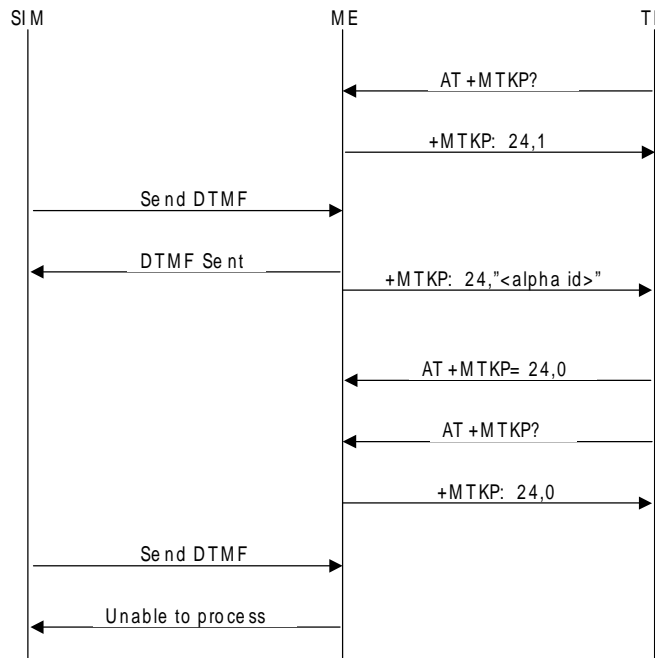 SIM ME T
AT+MTKP?
+MTKP: 24,1
Send DTMF
DTMF Sent
+MTKP: 24,"<alpha id>"
AT+MTKP= 24,0
AT+MTKP?
+MTKP: 24,0
Send DTMF
Unable to process